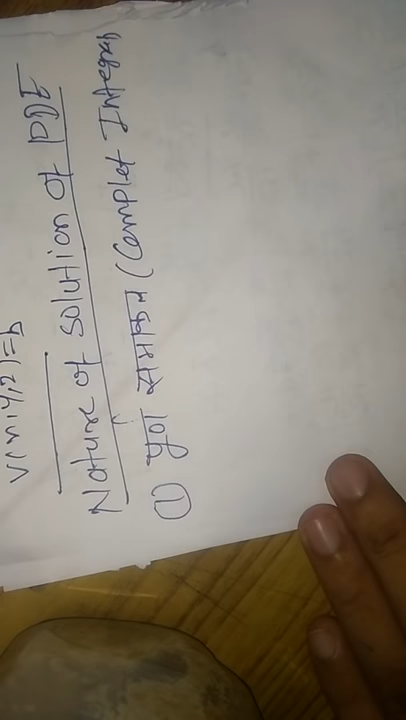 v(x,y,z)=b
Nature of solution of PDE
(1) पूर्ण समाकल (Complet Integral